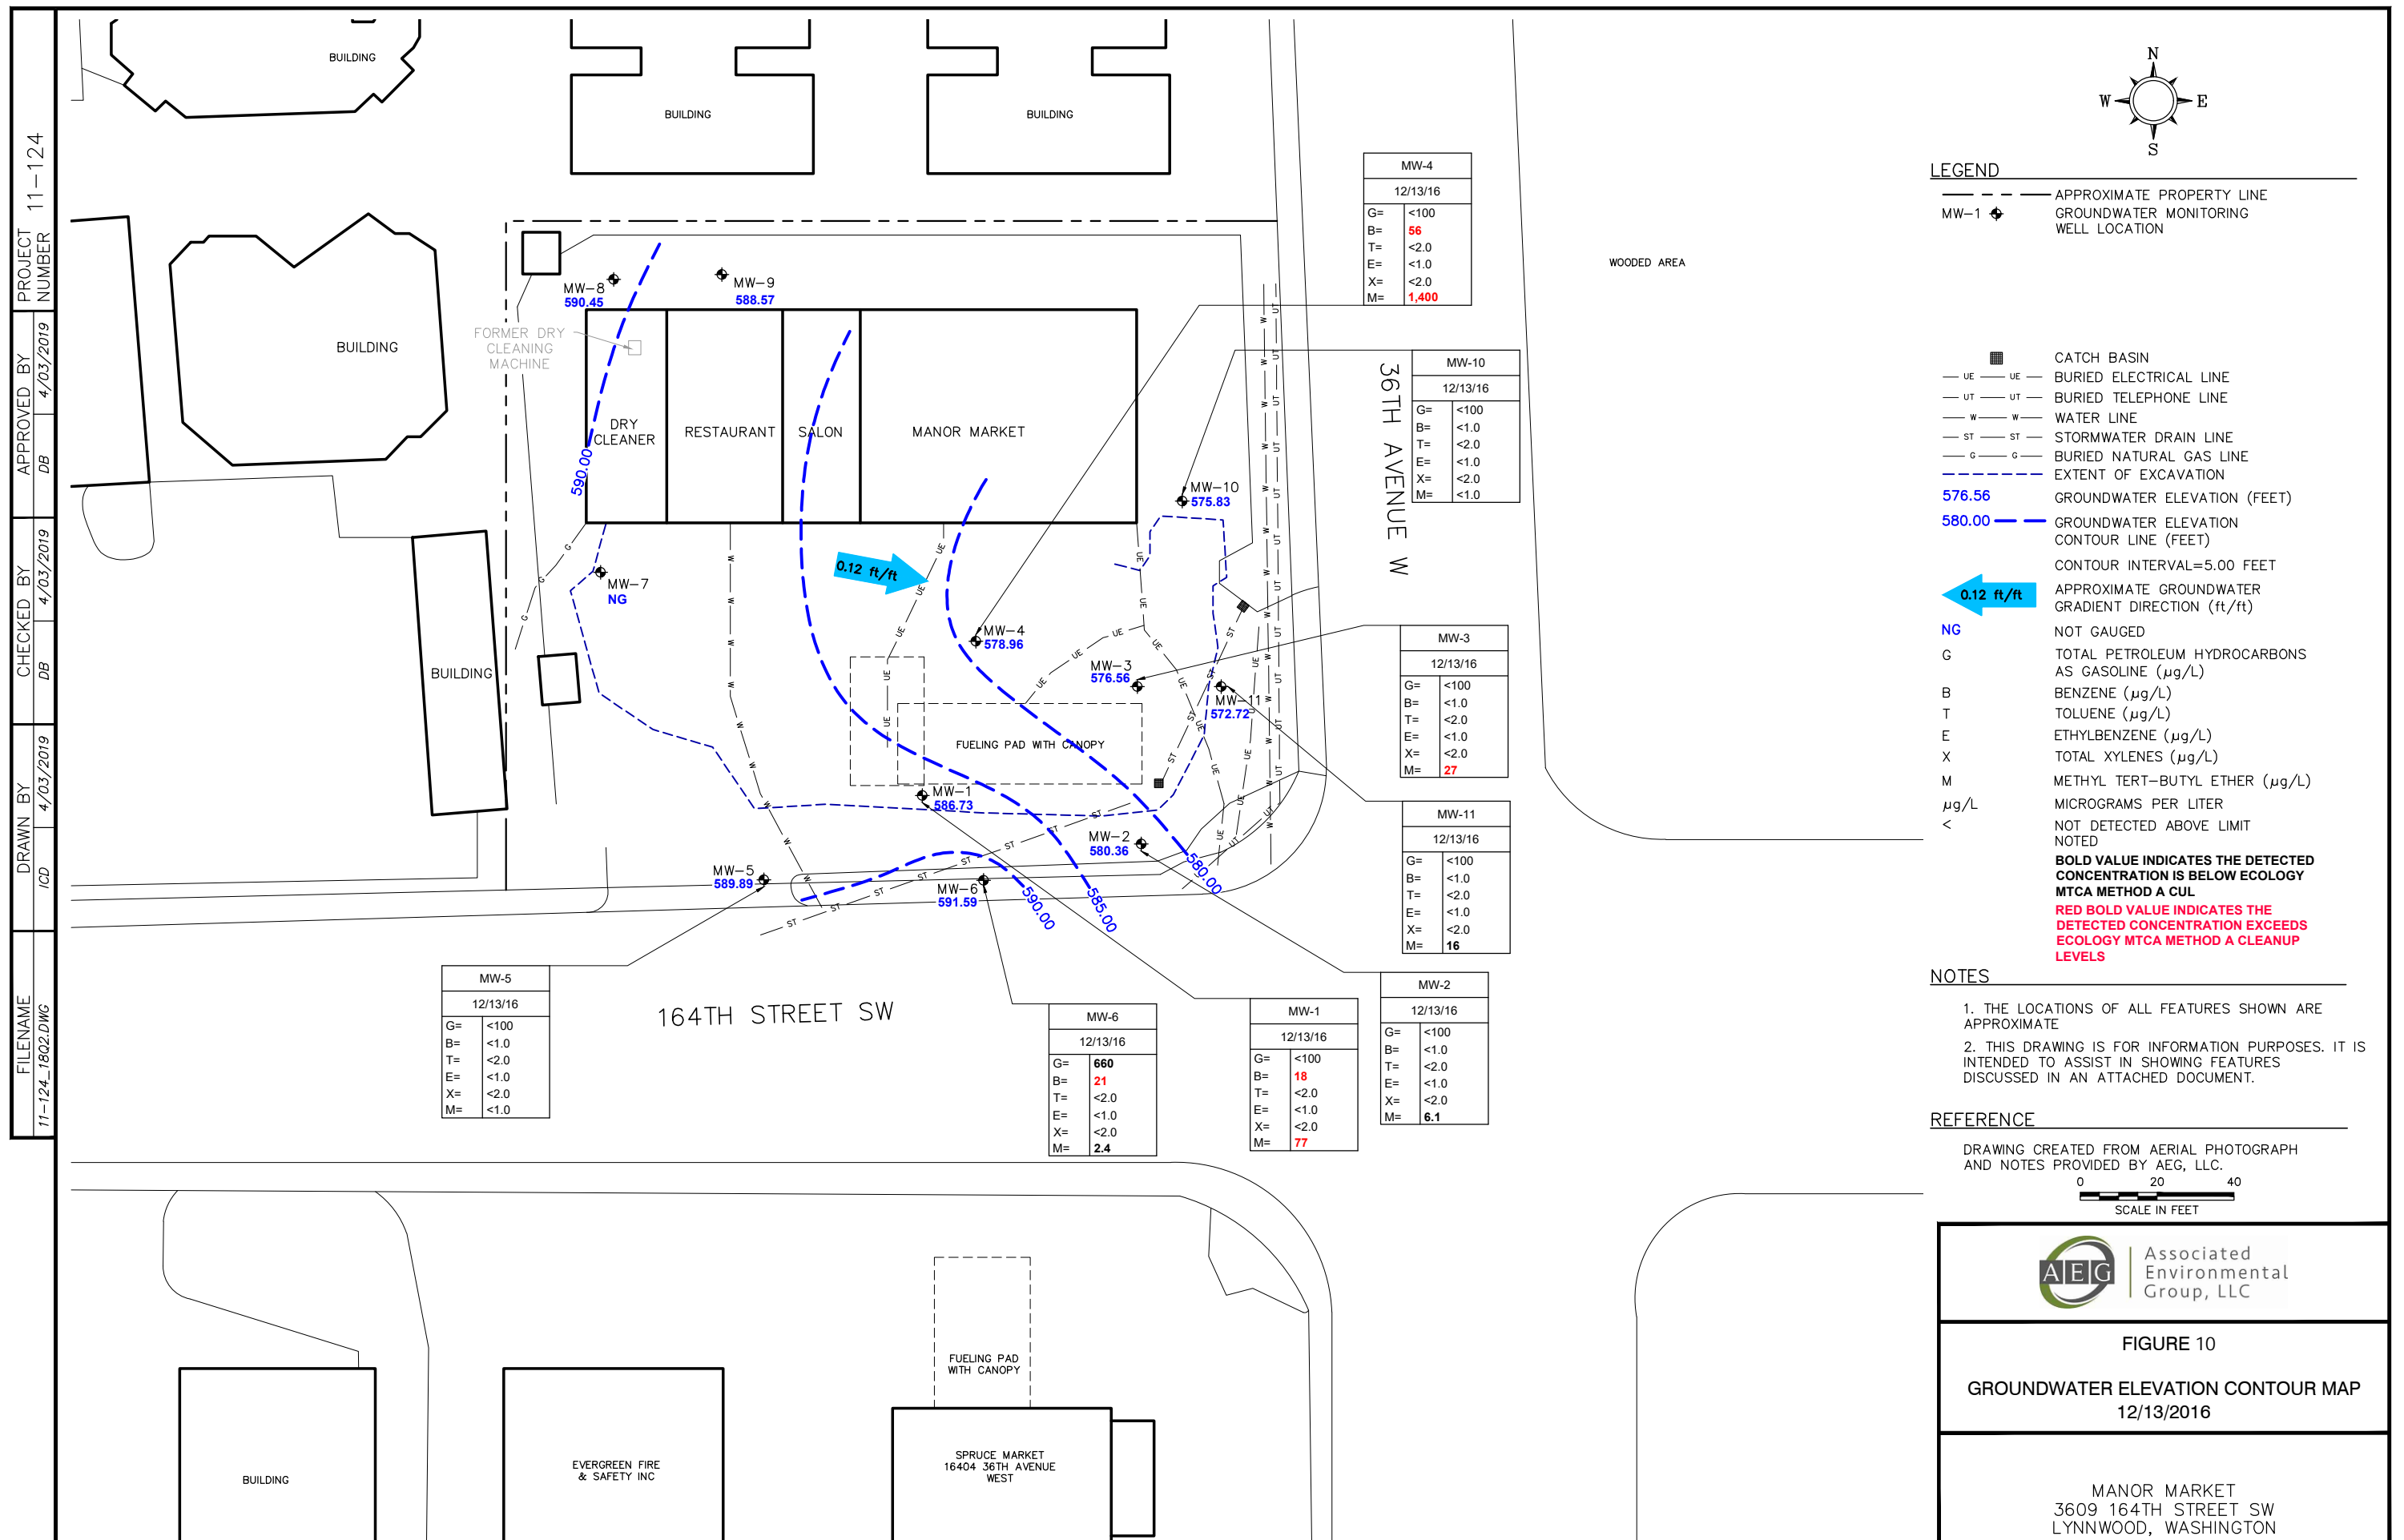 PROJECT NUMBER 11-124
APPROVED BY
DB 4/03/2019
CHECKED BY
DB 4/03/2019
DRAWN BY
ICD 4/03/2019
FILENAME
11-124_18Q2.DWG
BUILDING
BUILDING
BUILDING
BUILDING
BUILDING
WOODED AREA
36TH AVENUE W
164TH STREET SW
MW-8
590.45
MW-9
588.57
FORMER DRY
CLEANING
MACHINE
DRY
CLEANER
RESTAURANT
SALON
MANOR MARKET
590.00
0.12 ft/ft
MW-7
NG
MW-10
575.83
MW-4
578.96
MW-3
576.56
MW-11
572.72
FUELING PAD WITH CANOPY
MW-1
586.73
MW-2
580.36
MW-5
589.89
MW-6
591.59
590.00
585.00
580.00
MW-4
12/13/16
G= <100
B= 56
T= <2.0
E= <1.0
X= <2.0
M= 1,400
MW-10
12/13/16
G= <100
B= <1.0
T= <2.0
E= <1.0
X= <2.0
M= <1.0
MW-3
12/13/16
G= <100
B= <1.0
T= <2.0
E= <1.0
X= <2.0
M= 27
MW-11
12/13/16
G= <100
B= <1.0
T= <2.0
E= <1.0
X= <2.0
M= 16
MW-5
12/13/16
G= <100
B= <1.0
T= <2.0
E= <1.0
X= <2.0
M= <1.0
MW-6
12/13/16
G= 660
B= 21
T= <2.0
E= <1.0
X= <2.0
M= 2.4
MW-1
12/13/16
G= <100
B= 18
T= <2.0
E= <1.0
X= <2.0
M= 77
MW-2
12/13/16
G= <100
B= <1.0
T= <2.0
E= <1.0
X= <2.0
M= 6.1
BUILDING
EVERGREEN FIRE
& SAFETY INC
FUELING PAD
WITH CANOPY
SPRUCE MARKET
16404 36TH AVENUE
WEST
N
W E
S
LEGEND
APPROXIMATE PROPERTY LINE
MW-1 GROUNDWATER MONITORING
WELL LOCATION
CATCH BASIN
UE UE BURIED ELECTRICAL LINE
UT UT BURIED TELEPHONE LINE
W W WATER LINE
ST ST STORMWATER DRAIN LINE
G G BURIED NATURAL GAS LINE
EXTENT OF EXCAVATION
576.56 GROUNDWATER ELEVATION (FEET)
580.00 GROUNDWATER ELEVATION
CONTOUR LINE (FEET)
CONTOUR INTERVAL=5.00 FEET
0.12 ft/ft APPROXIMATE GROUNDWATER
GRADIENT DIRECTION (ft/ft)
NG NOT GAUGED
G TOTAL PETROLEUM HYDROCARBONS
AS GASOLINE (µg/L)
B BENZENE (µg/L)
T TOLUENE (µg/L)
E ETHYLBENZENE (µg/L)
X TOTAL XYLENES (µg/L)
M METHYL TERT-BUTYL ETHER (µg/L)
µg/L MICROGRAMS PER LITER
< NOT DETECTED ABOVE LIMIT
NOTED
BOLD VALUE INDICATES THE DETECTED
CONCENTRATION IS BELOW ECOLOGY
MTCA METHOD A CUL
RED BOLD VALUE INDICATES THE
DETECTED CONCENTRATION EXCEEDS
ECOLOGY MTCA METHOD A CLEANUP
LEVELS
NOTES
1. THE LOCATIONS OF ALL FEATURES SHOWN ARE
APPROXIMATE
2. THIS DRAWING IS FOR INFORMATION PURPOSES. IT IS
INTENDED TO ASSIST IN SHOWING FEATURES
DISCUSSED IN AN ATTACHED DOCUMENT.
REFERENCE
DRAWING CREATED FROM AERIAL PHOTOGRAPH
AND NOTES PROVIDED BY AEG, LLC.
0 20 40
SCALE IN FEET
AEG
Associated
Environmental
Group, LLC
FIGURE 10
GROUNDWATER ELEVATION CONTOUR MAP
12/13/2016
MANOR MARKET
3609 164TH STREET SW
LYNNWOOD, WASHINGTON